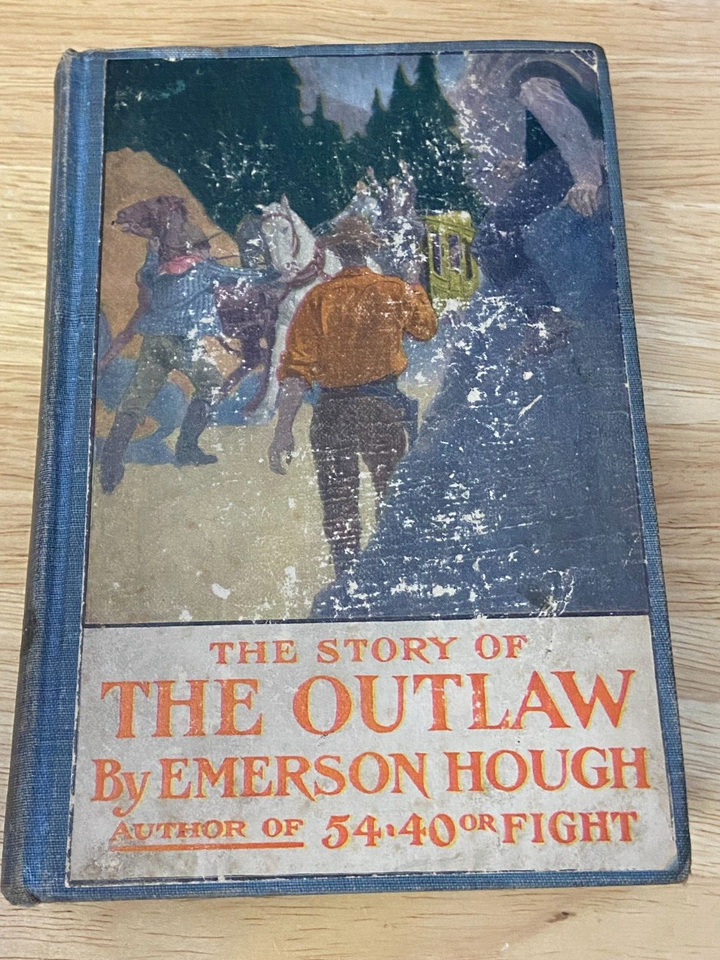 THE STORY OF
THE OUTLAW
By EMERSON HOUGH
AUTHOR OF 54•40 OR FIGHT